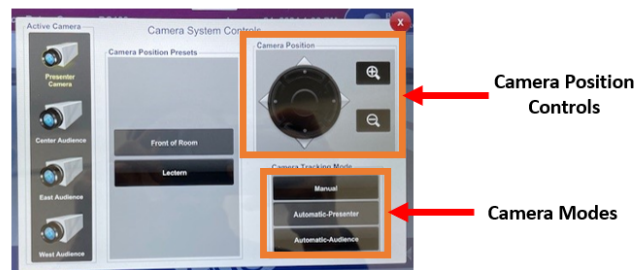 Active Camera
Camera System Controls
X
Presenter
Camera
Center Audience
East Audience
West Audience
Camera Position Presets
Front of Room
Lectern
Camera Position
Camera Tracking Mode
Manual
Automatic-Presenter
Automatic-Audience
Camera Position
Controls
Camera Modes